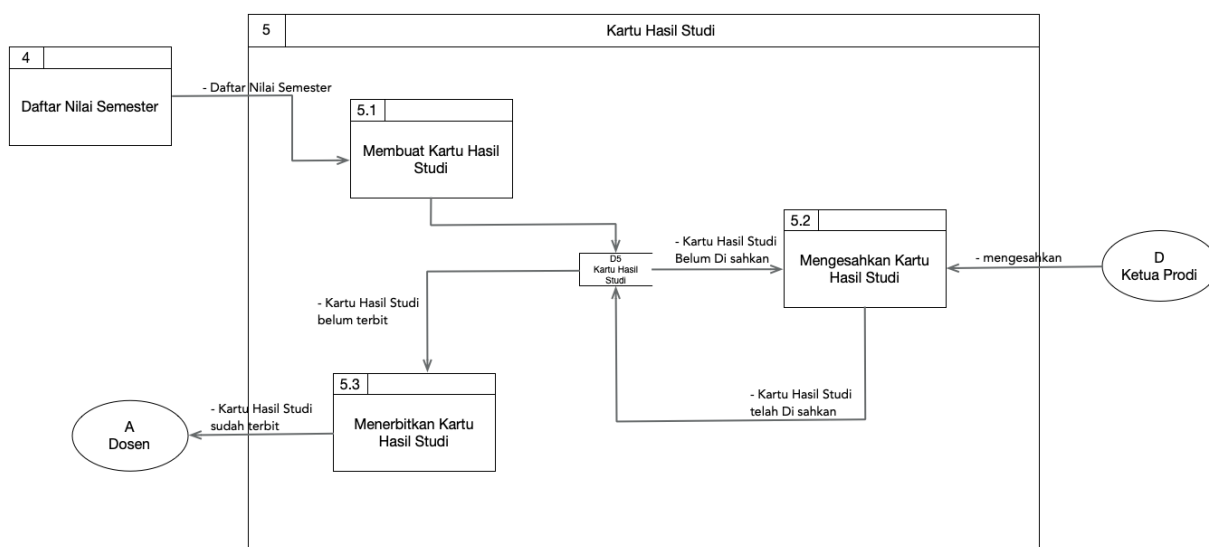 5
Kartu Hasil Studi
4
Daftar Nilai Semester
- Daftar Nilai Semester
5.1
Membuat Kartu Hasil
Studi
5.2
Mengesahkan Kartu
Hasil Studi
- Kartu Hasil Studi
Belum Di sahkan
D5
Kartu Hasil
Studi
- mengesahkan
D
Ketua Prodi
- Kartu Hasil Studi
belum terbit
5.3
Menerbitkan Kartu
Hasil Studi
- Kartu Hasil Studi
telah Di sahkan
- Kartu Hasil Studi
sudah terbit
A
Dosen